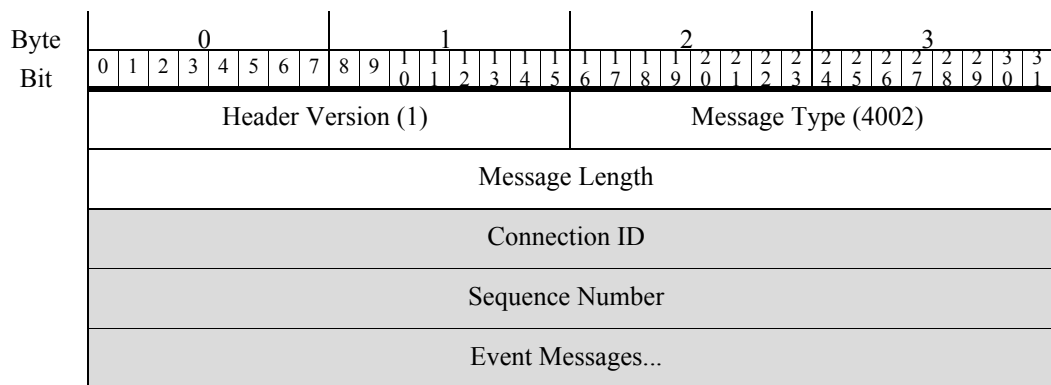 Byte 0 1 2 3
Bit 0 1 2 3 4 5 6 7 8 9 10 11 12 13 14 15 16 17 18 19 20 21 22 23 24 25 26 27 28 29 30 31
Header Version (1) Message Type (4002)
Message Length
Connection ID
Sequence Number
Event Messages...